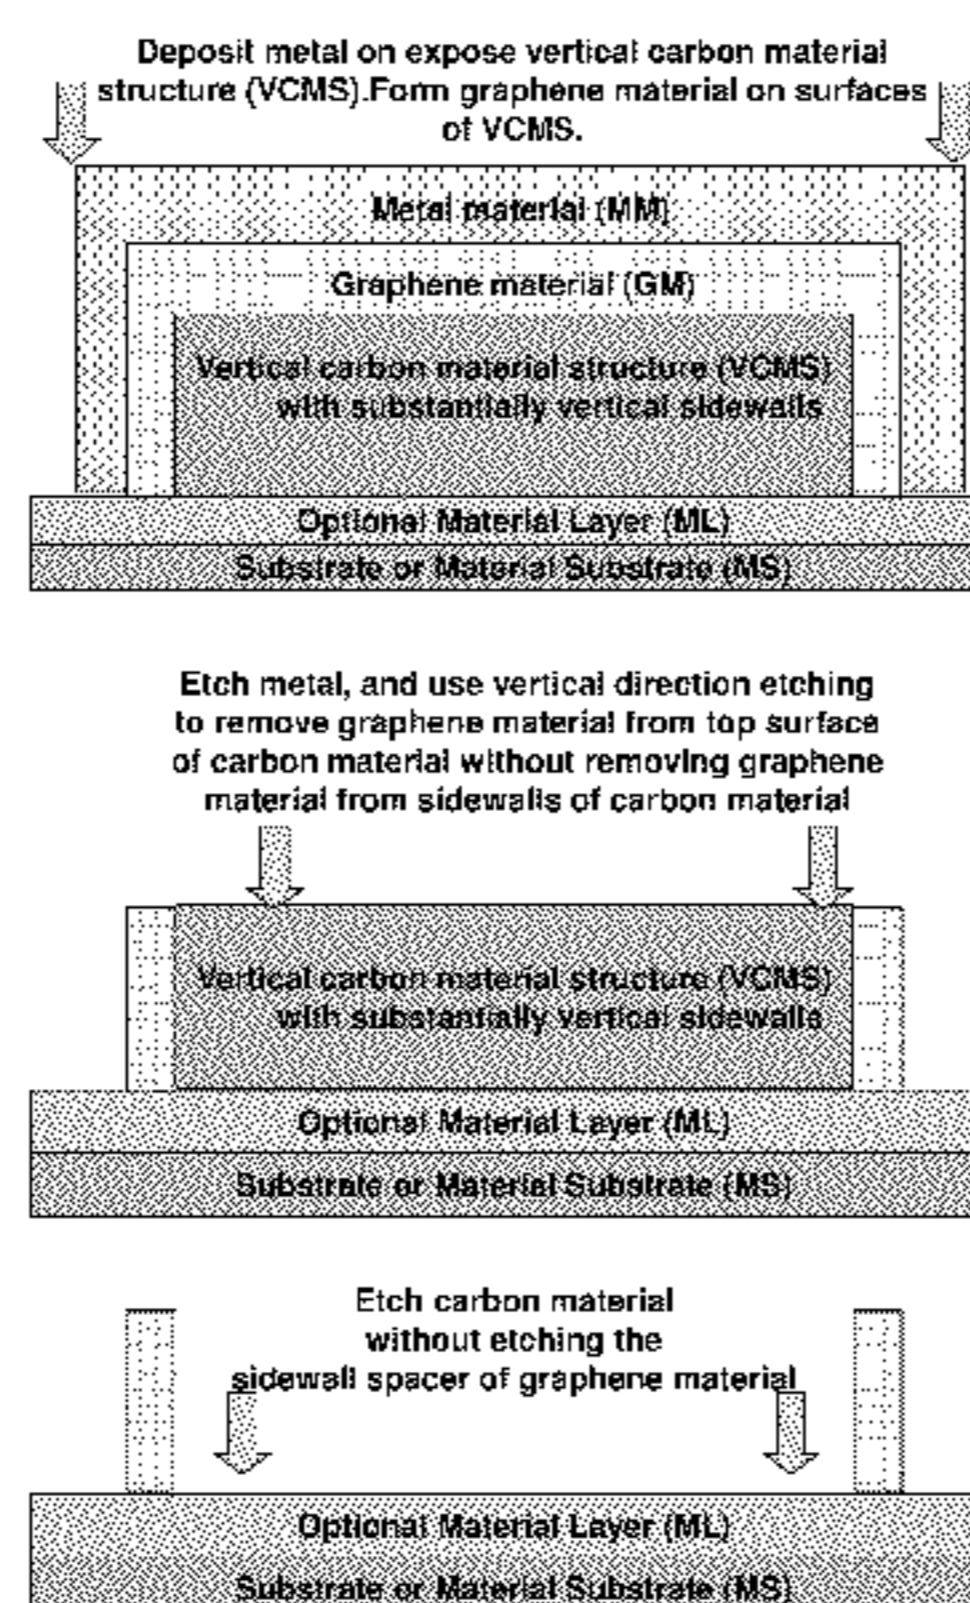 Deposit metal on expose vertical carbon material
structure (VCMS).Form graphene material on surfaces
of VCMS.
Metal material (MM)
Graphene material (GM)
Vertical carbon material structure (VCMS)
with substantially vertical sidewalls
Optional Material Layer (ML)
Substrate or Material Substrate (MS)
Etch metal, and use vertical direction etching
to remove graphene material from top surface
of carbon material without removing graphene
material from sidewalls of carbon material
Vertical carbon material structure (VCMS)
with substantially vertical sidewalls
Optional Material Layer (ML)
Substrate or Material Substrate (MS)
Etch carbon material
without etching the
sidewall spacer of graphene material
Optional Material Layer (ML)
Substrate or Material Substrate (MS)